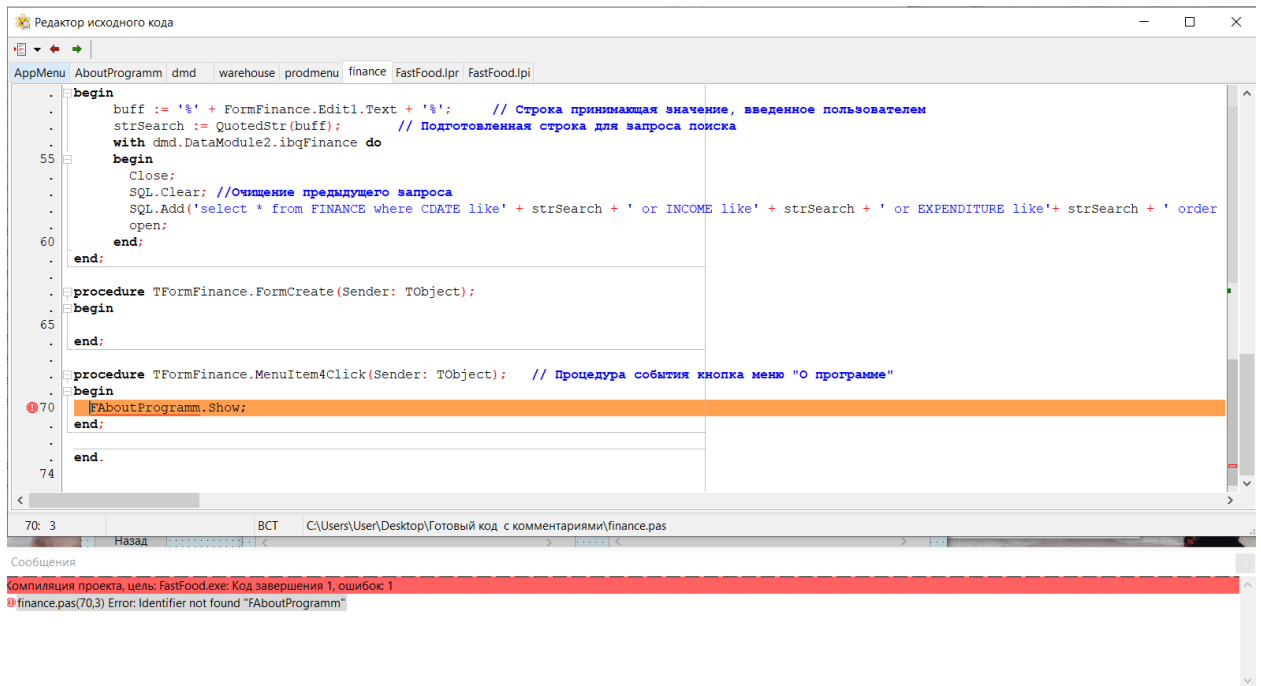 Редактор исходного кода
AppMenu AboutProgramm dmd warehouse prodmenu finance FastFood.lpr FastFood.lpi
. begin
. buff := '%' + FormFinance.Edit1.Text + '%'; // Строка принимающая значение, введенное пользователем
. strSearch := QuotedStr(buff); // Подготовленная строка для запроса поиска
. with dmd.DataModule2.ibqFinance do
55 begin
. Close;
. SQL.Clear; //Очищение предыдущего запроса
. SQL.Add('select * from FINANCE where CDATE like' + strSearch + ' or INCOME like' + strSearch + ' or EXPENDITURE like'+ strSearch + ' order
. open;
60 end;
. end;
.
. procedure TFormFinance.FormCreate(Sender: TObject);
. begin
65
. end;
.
. procedure TFormFinance.MenuItem4Click(Sender: TObject); // Процедура события кнопка меню "О программе"
. begin
70 FAboutProgramm.Show;
. end;
.
. end.
74
70: 3 ВСТ C:\Users\User\Desktop\Готовый код с комментариями\finance.pas
Назад
Сообщения
Компиляция проекта, цель: FastFood.exe: Код завершения 1, ошибок: 1
finance.pas(70,3) Error: Identifier not found "FAboutProgramm"